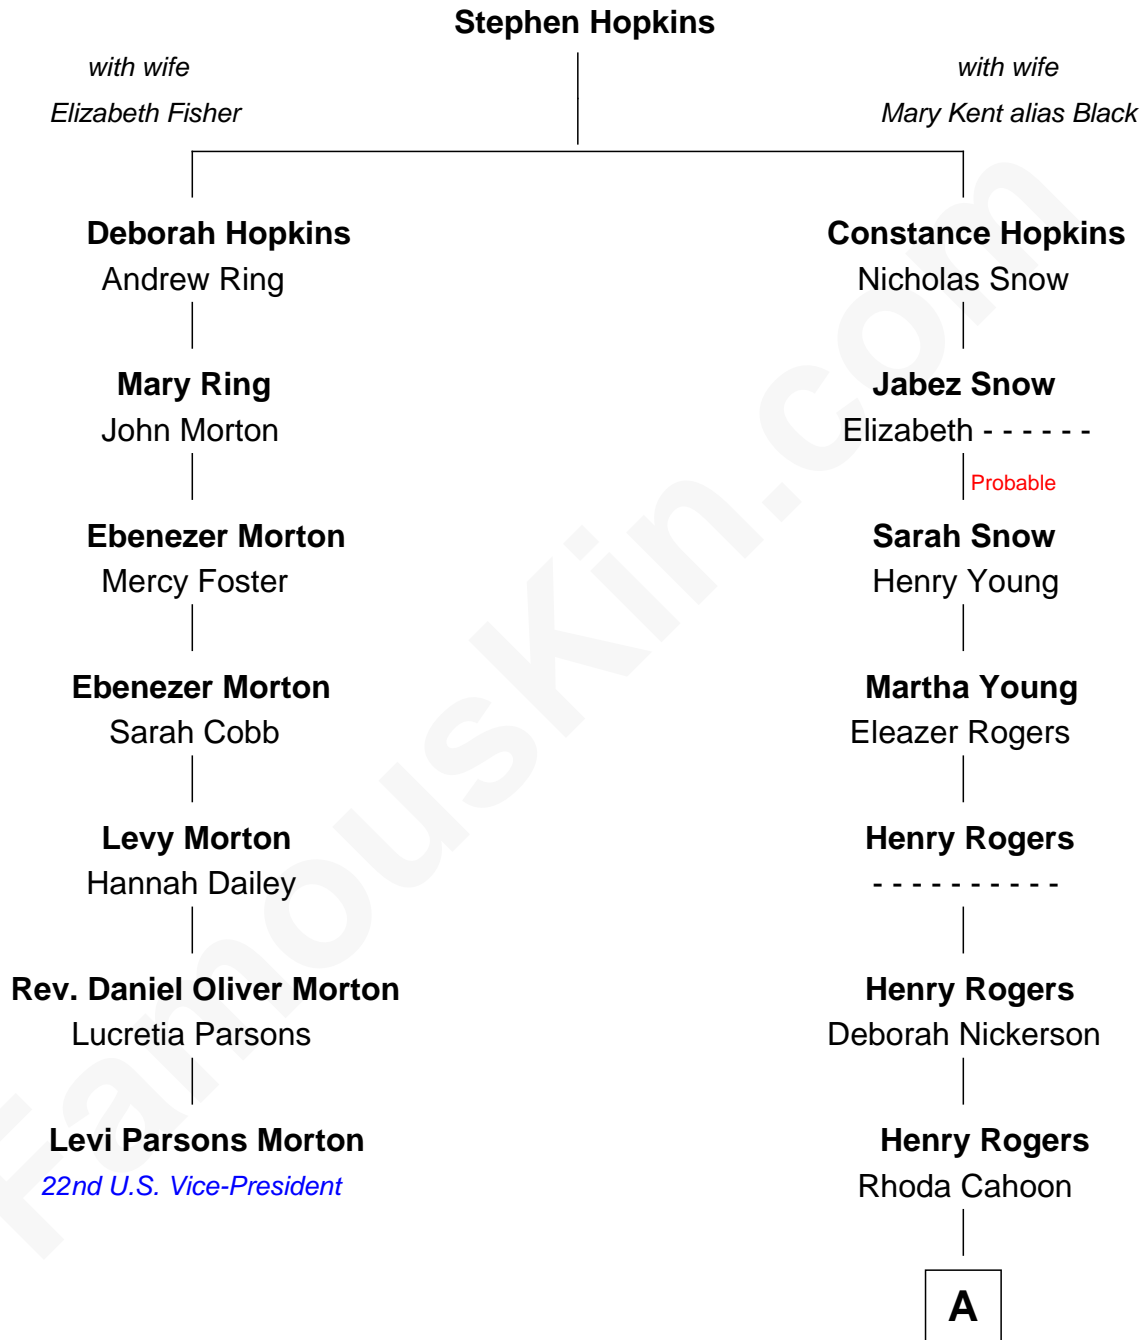 Stephen Hopkins
with wife
Elizabeth Fisher
with wife
Mary Kent alias Black
Deborah Hopkins
Andrew Ring
Constance Hopkins
Nicholas Snow
Mary Ring
John Morton
Jabez Snow
Elizabeth - - - - - -
Probable
Ebenezer Morton
Mercy Foster
Sarah Snow
Henry Young
Ebenezer Morton
Sarah Cobb
Martha Young
Eleazer Rogers
Levy Morton
Hannah Dailey
Henry Rogers
- - - - - - - - - -
Rev. Daniel Oliver Morton
Lucretia Parsons
Henry Rogers
Deborah Nickerson
Levi Parsons Morton
22nd U.S. Vice-President
Henry Rogers
Rhoda Cahoon
A
FamousKin.com